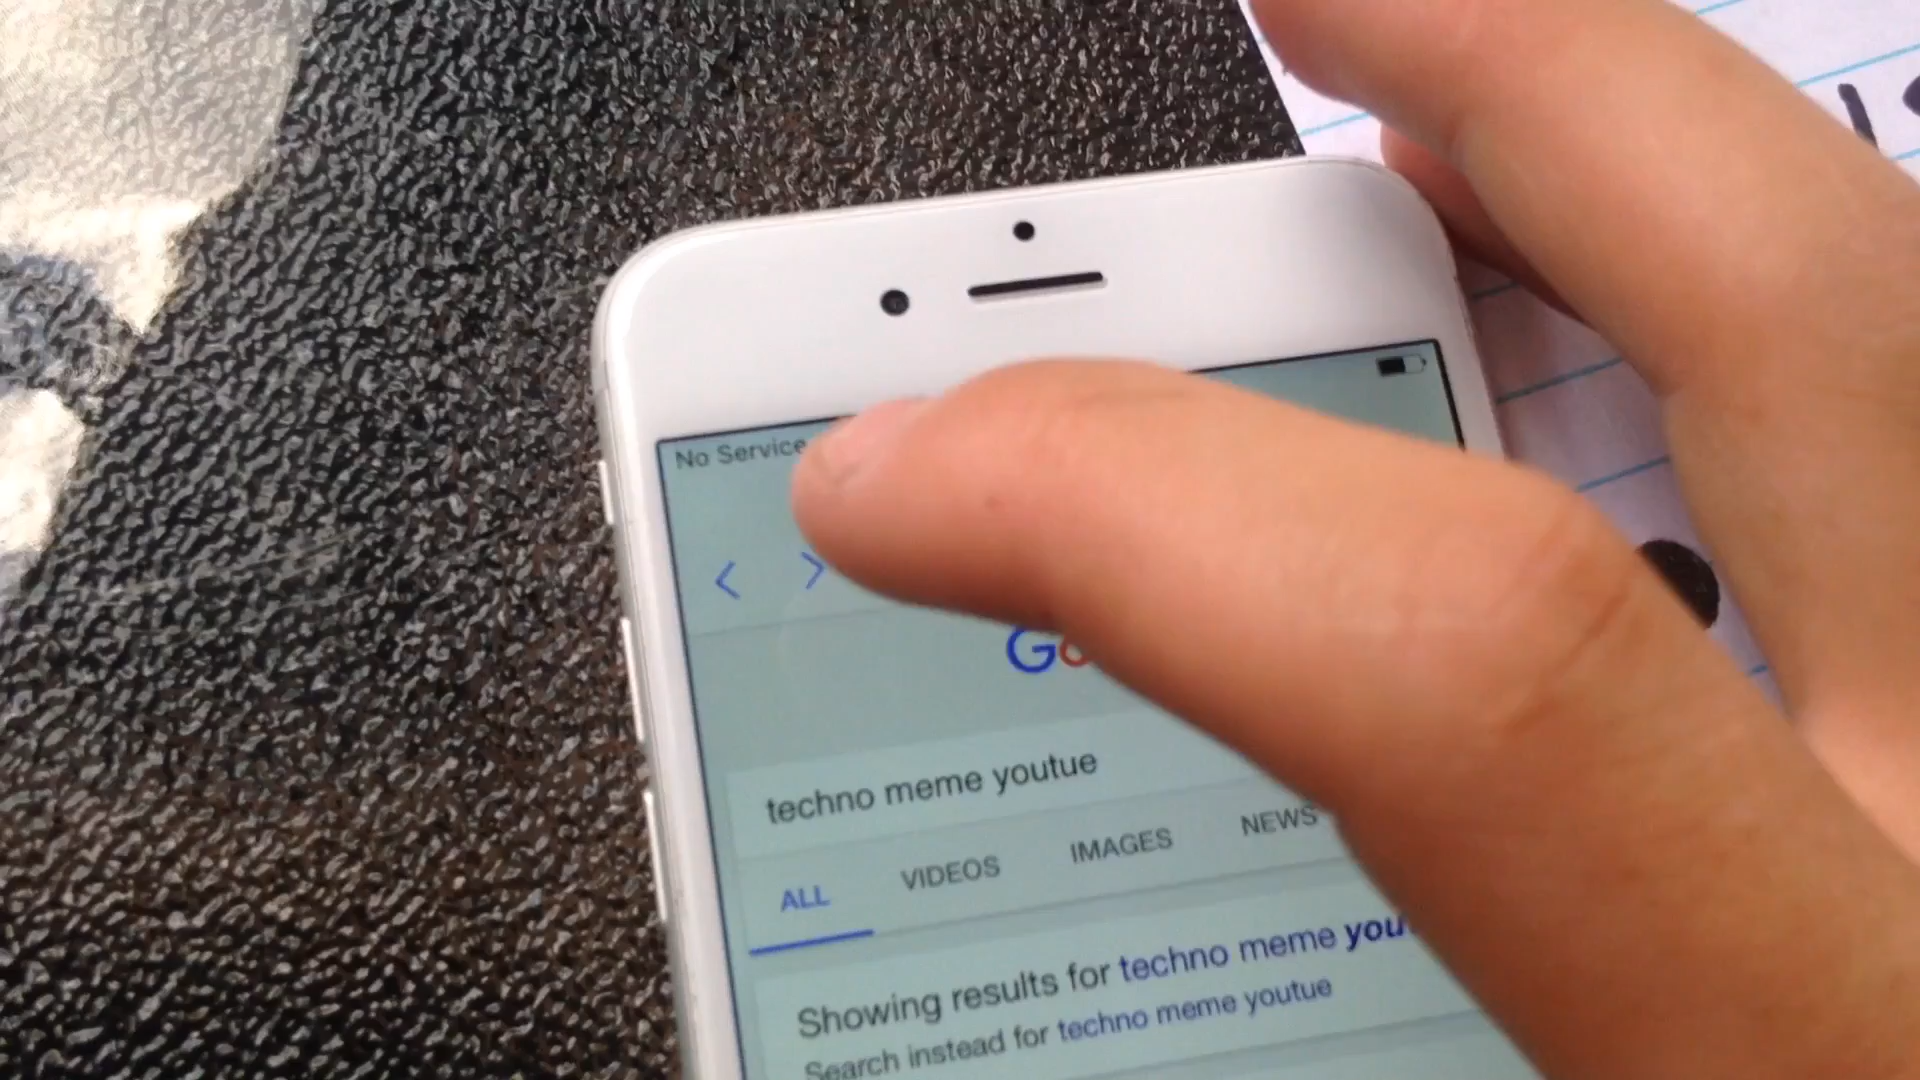 No Service
< >
Go
techno meme youtue
ALL VIDEOS IMAGES NEWS
Showing results for techno meme you
Search instead for techno meme youtue